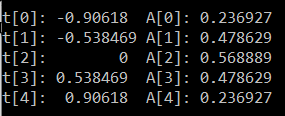 t[0]: -0.90618  A[0]: 0.236927
t[1]: -0.538469 A[1]: 0.478629
t[2]:         0 A[2]: 0.568889
t[3]: 0.538469  A[3]: 0.478629
t[4]:  0.90618  A[4]: 0.236927